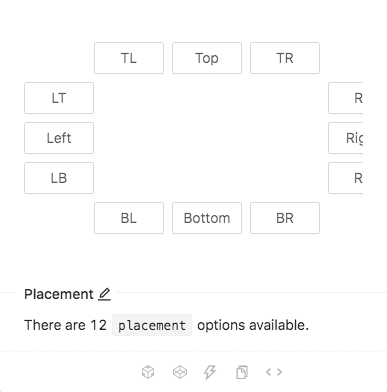 TL Top TR
LT R
Left Rig
LB R
BL Bottom BR
Placement
There are 12 placement options available.